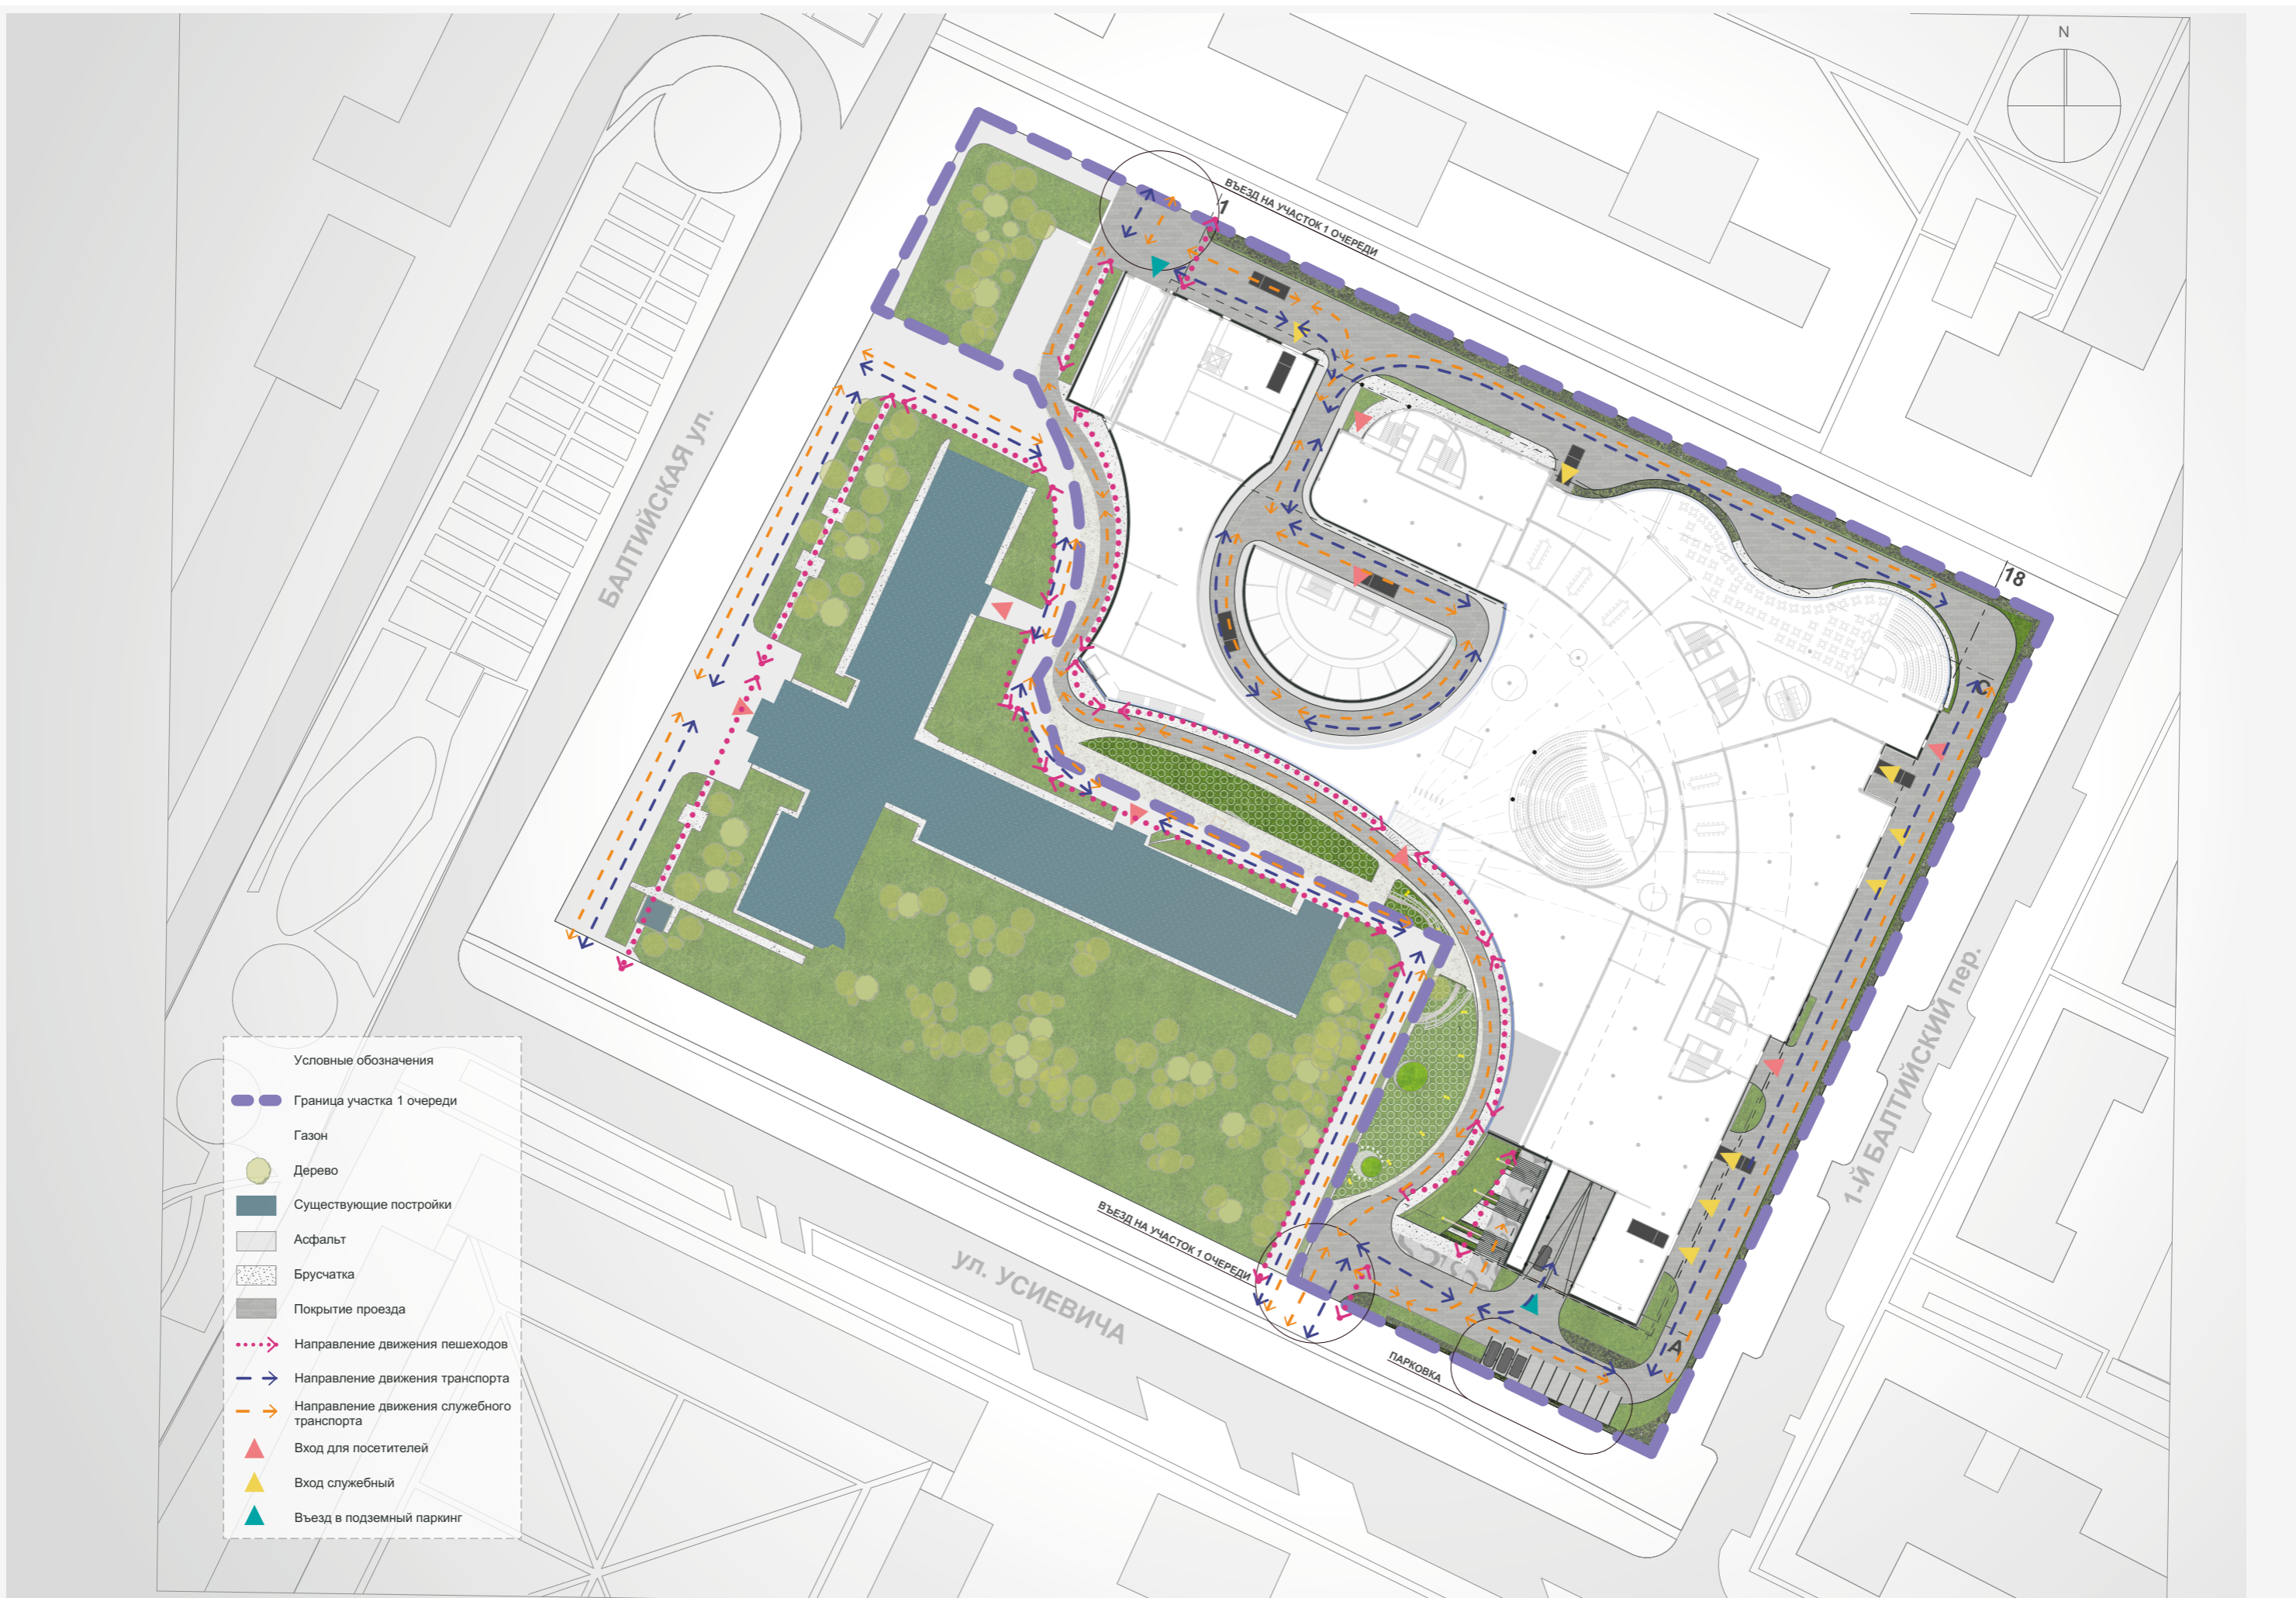 N
ВЪЕЗД НА УЧАСТОК 1 ОЧЕРЕДИ
1
БАЛТИЙСКАЯ ул.
18
С
1-Й БАЛТИЙСКИЙ пер.
ВЪЕЗД НА УЧАСТОК 1 ОЧЕРЕДИ
ул. УСИЕВИЧА
ПАРКОВКА
А
Условные обозначения
Граница участка 1 очереди
Газон
Дерево
Существующие постройки
Асфальт
Брусчатка
Покрытие проезда
Направление движения пешеходов
Направление движения транспорта
Направление движения служебного
транспорта
Вход для посетителей
Вход служебный
Въезд в подземный паркинг